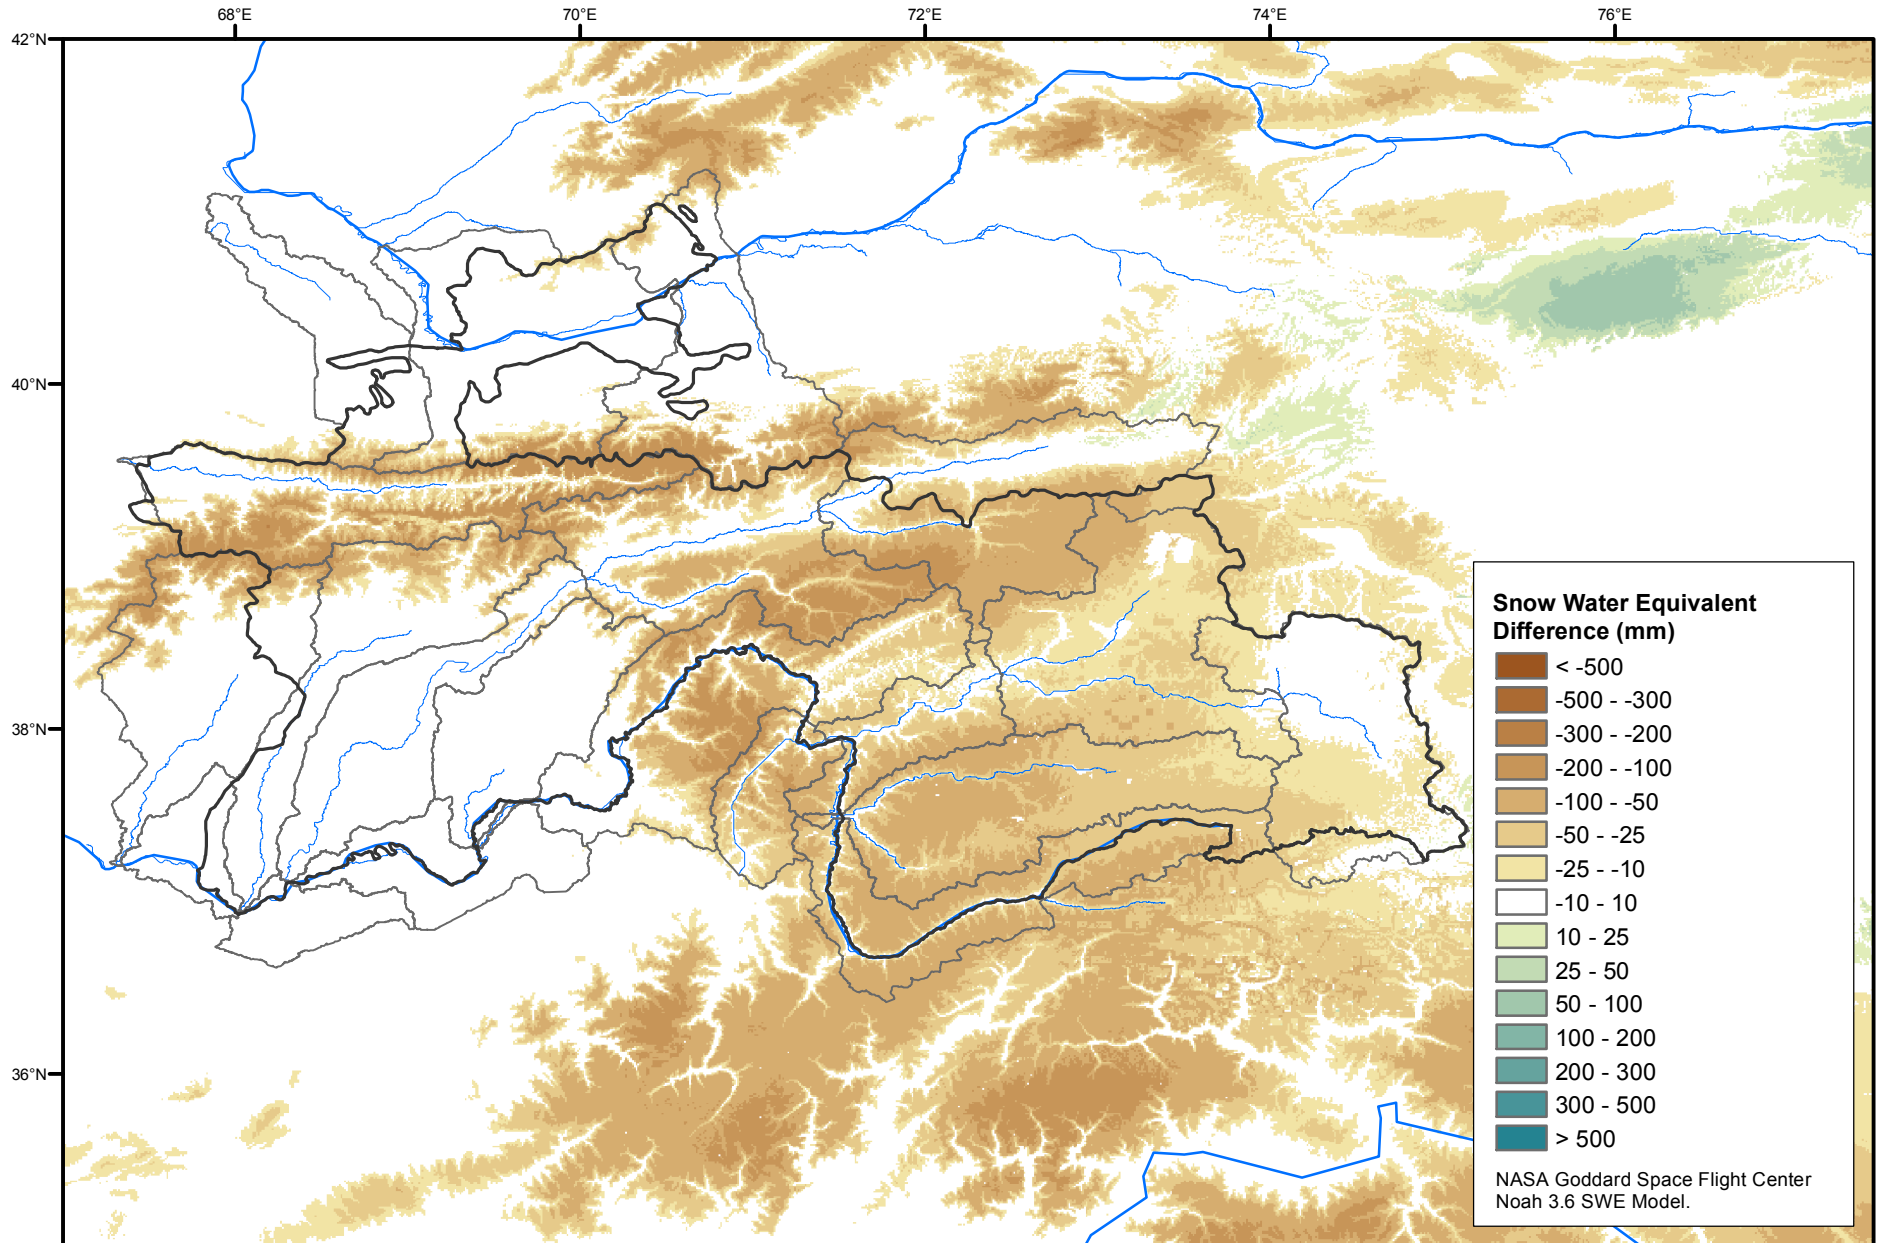 68°E
70°E
72°E
74°E
76°E
42°N
40°N
38°N
36°N
Snow Water Equivalent
Difference (mm)
< -500
-500 - -300
-300 - -200
-200 - -100
-100 - -50
-50 - -25
-25 - -10
-10 - 10
10 - 25
25 - 50
50 - 100
100 - 200
200 - 300
300 - 500
> 500
NASA Goddard Space Flight Center
Noah 3.6 SWE Model.